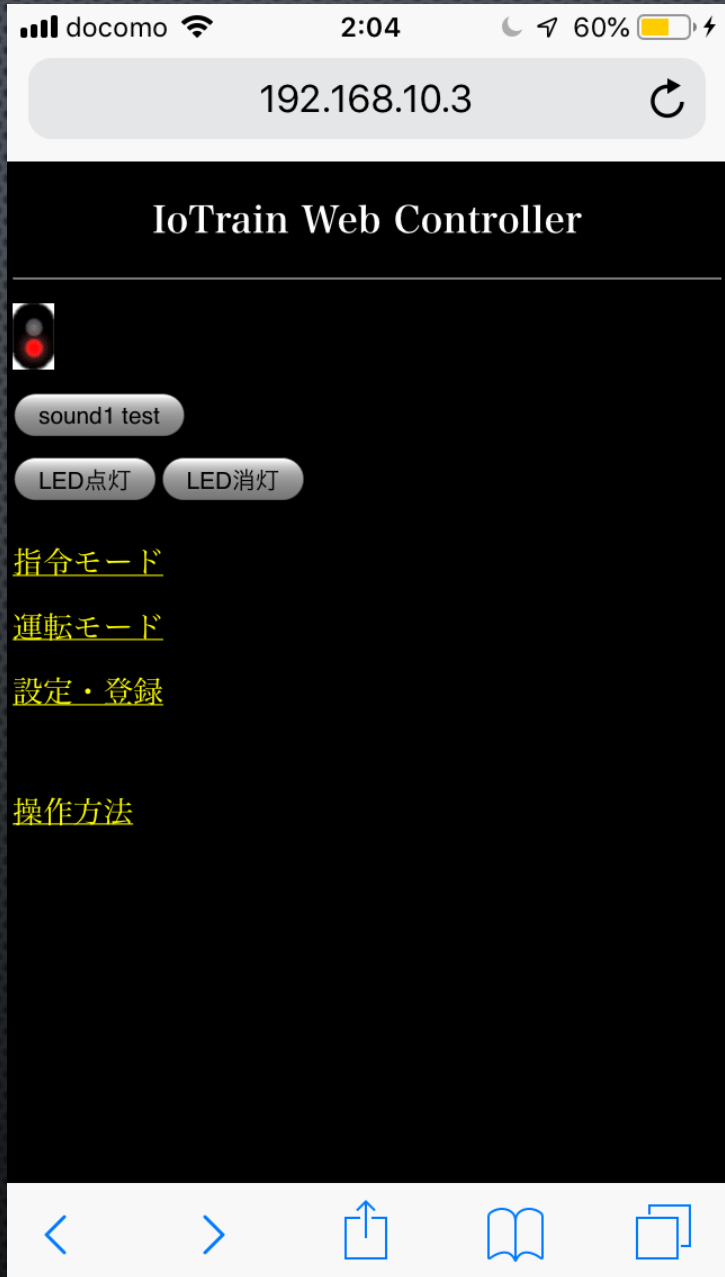 docomo 2:04 60%
192.168.10.3
IoTrain Web Controller
sound1 test
LED点灯 LED消灯
指令モード
運転モード
設定・登録
操作方法